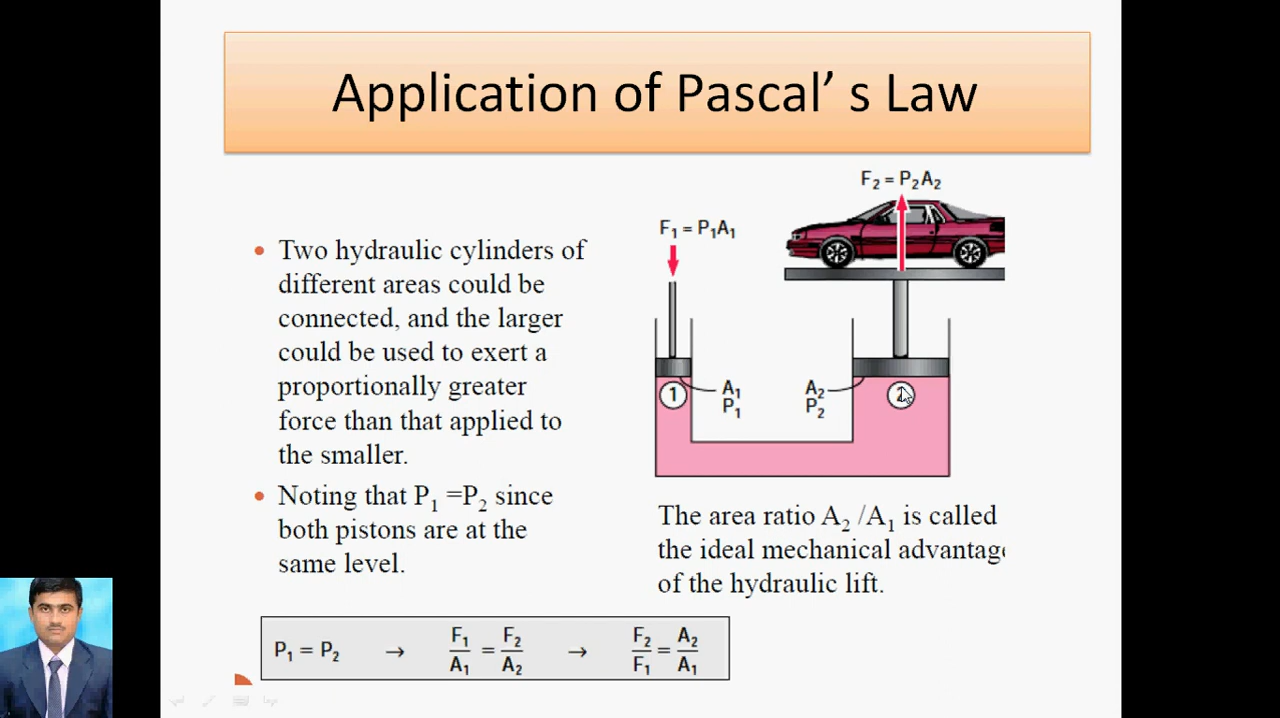 Application of Pascal’ s Law
• Two hydraulic cylinders of
different areas could be
connected, and the larger
could be used to exert a
proportionally greater
force than that applied to
the smaller.
• Noting that P₁ =P₂ since
both pistons are at the
same level.
F₁ = P₁A₁
F₂ = P₂A₂
1
A₁
P₁
A₂
P₂
2
The area ratio A₂ /A₁ is called
the ideal mechanical advantage
of the hydraulic lift.
P₁ = P₂ → F₁/A₁ = F₂/A₂ → F₂/F₁ = A₂/A₁